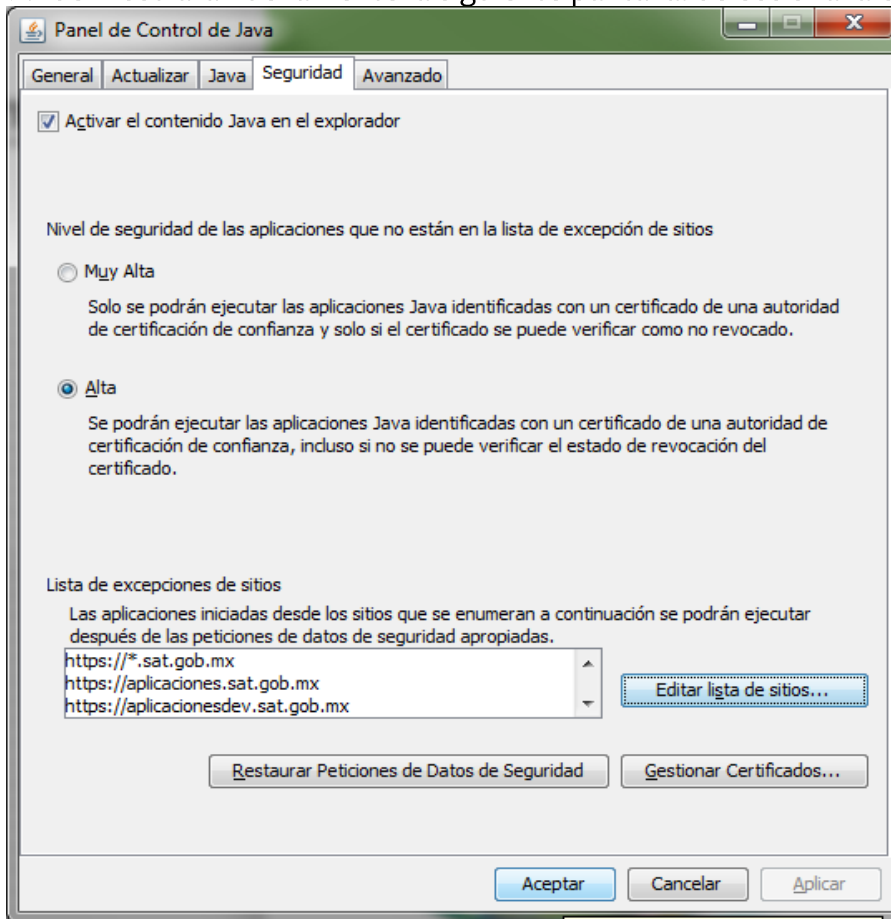 Panel de Control de Java
General Actualizar Java Seguridad Avanzado
Activar el contenido Java en el explorador
Nivel de seguridad de las aplicaciones que no están en la lista de excepción de sitios
Muy Alta
Solo se podrán ejecutar las aplicaciones Java identificadas con un certificado de una autoridad
de certificación de confianza y solo si el certificado se puede verificar como no revocado.
Alta
Se podrán ejecutar las aplicaciones Java identificadas con un certificado de una autoridad de
certificación de confianza, incluso si no se puede verificar el estado de revocación del
certificado.
Lista de excepciones de sitios
Las aplicaciones iniciadas desde los sitios que se enumeran a continuación se podrán ejecutar
después de las peticiones de datos de seguridad apropiadas.
https://*.sat.gob.mx
https://aplicaciones.sat.gob.mx
https://aplicacionesdev.sat.gob.mx
Editar lista de sitios...
Restaurar Peticiones de Datos de Seguridad Gestionar Certificados...
Aceptar Cancelar Aplicar